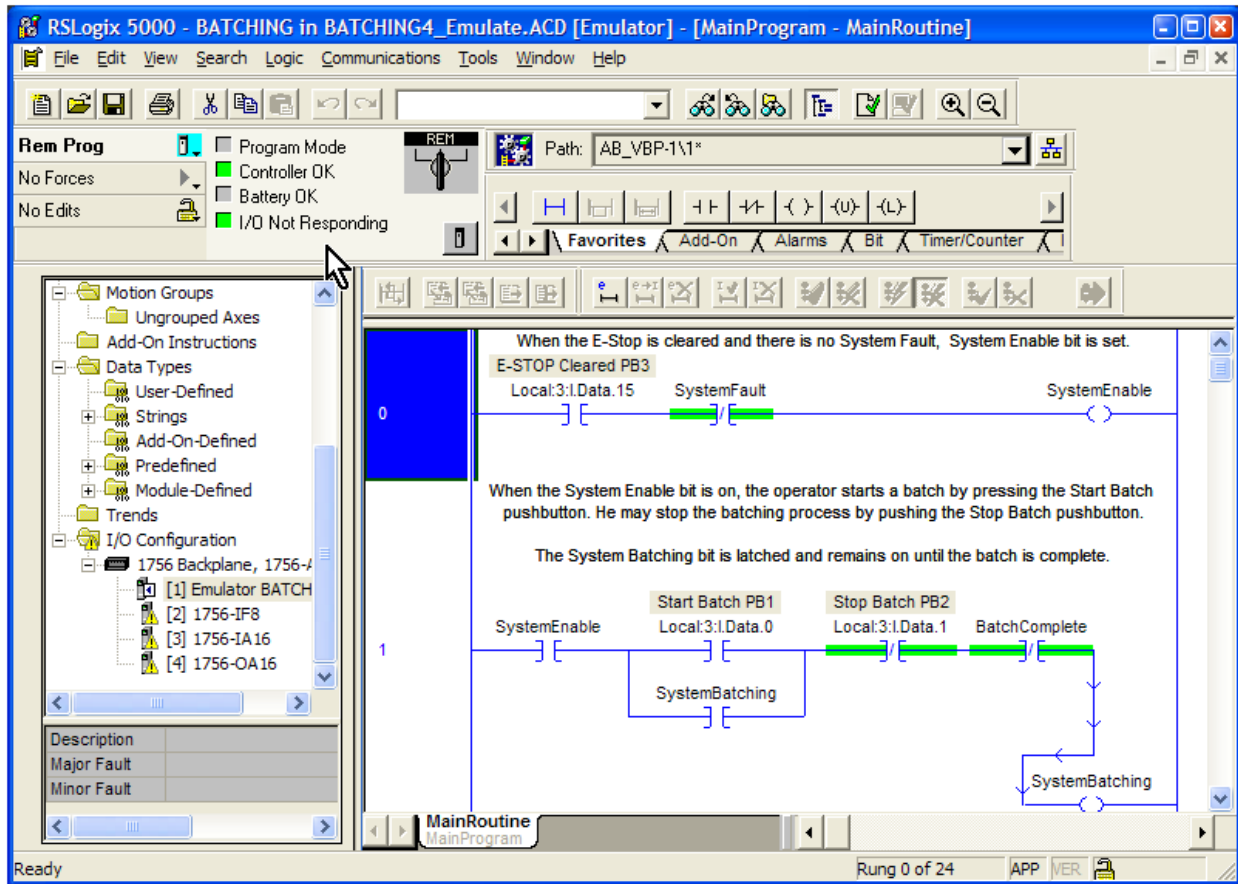 RSLogix 5000 - BATCHING in BATCHING4_Emulate.ACD [Emulator] - [MainProgram - MainRoutine]
File Edit View Search Logic Communications Tools Window Help
Rem Prog
No Forces
No Edits
Program Mode
Controller OK
Battery OK
I/O Not Responding
REM
Path: AB_VBP-1\1*
Favorites Add-On Alarms Bit Timer/Counter
Motion Groups
Ungrouped Axes
Add-On Instructions
Data Types
User-Defined
Strings
Add-On-Defined
Predefined
Module-Defined
Trends
I/O Configuration
1756 Backplane, 1756-A
[1] Emulator BATCH
[2] 1756-IF8
[3] 1756-IA16
[4] 1756-OA16
Description
Major Fault
Minor Fault
When the E-Stop is cleared and there is no System Fault, System Enable bit is set.
E-STOP Cleared PB3
Local:3:I.Data.15 SystemFault SystemEnable
0
When the System Enable bit is on, the operator starts a batch by pressing the Start Batch
pushbutton. He may stop the batching process by pushing the Stop Batch pushbutton.
The System Batching bit is latched and remains on until the batch is complete.
Start Batch PB1 Stop Batch PB2
SystemEnable Local:3:I.Data.0 Local:3:I.Data.1 BatchComplete
1
SystemBatching
SystemBatching
MainRoutine
MainProgram
Ready Rung 0 of 24 APP VER